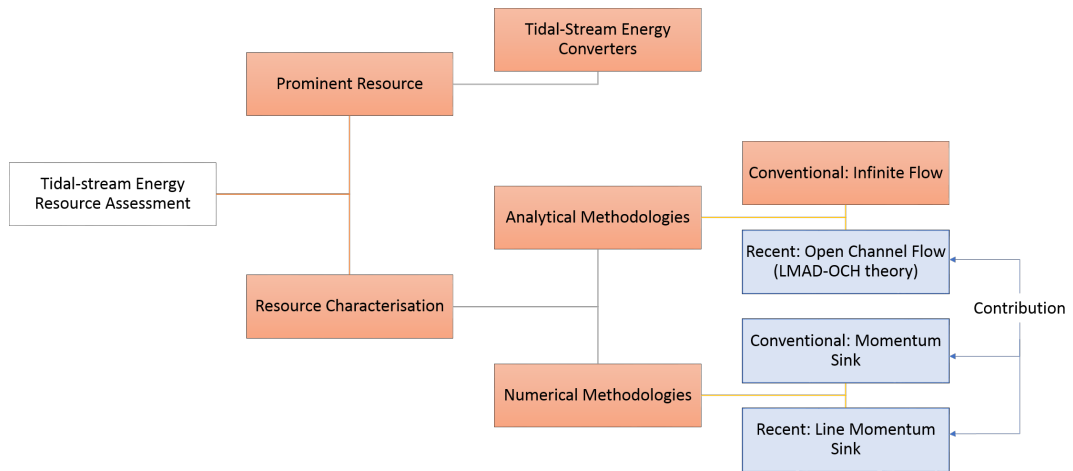 Tidal-Stream Energy
Converters
Prominent Resource
Tidal-stream Energy
Resource Assessment
Conventional: Infinite Flow
Analytical Methodologies
Recent: Open Channel Flow
(LMAD-OCH theory)
Resource Characterisation
Contribution
Conventional: Momentum
Sink
Numerical Methodologies
Recent: Line Momentum
Sink